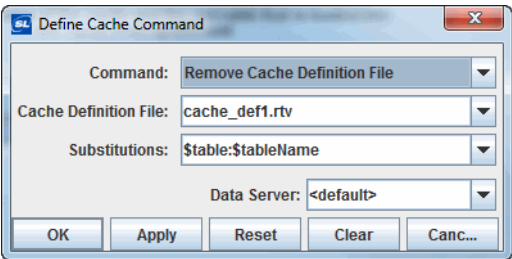 SL Define Cache Command
Command: Remove Cache Definition File
Cache Definition File: cache_def1.rtv
Substitutions: $table:$tableName
Data Server: <default>
OK Apply Reset Clear Canc...